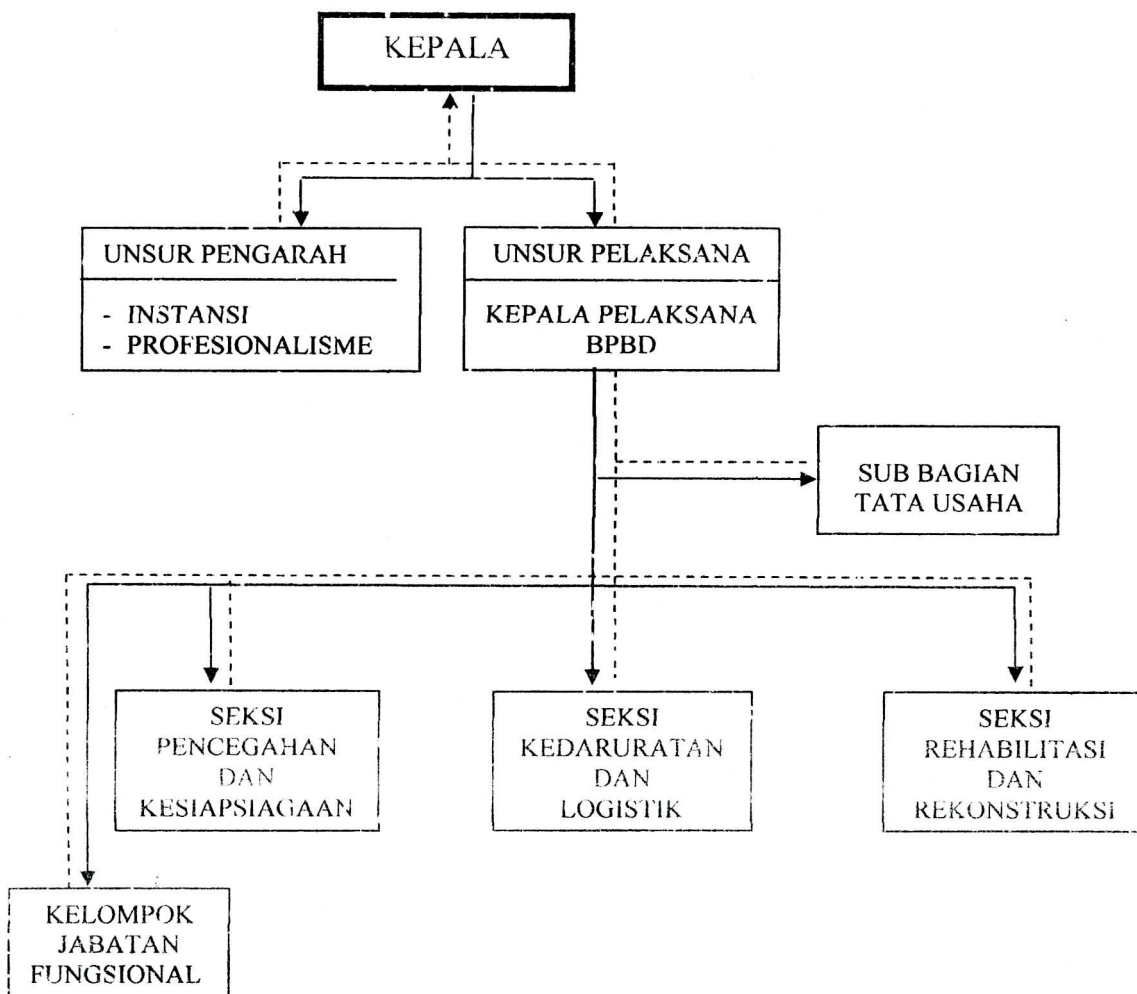 KEPALA
UNSUR PENGARAH
- INSTANSI
- PROFESIONALISME
UNSUR PELAKSANA
KEPALA PELAKSANA
BPBD
SUB BAGIAN
TATA USAHA
SEKSI
PENCEGAHAN
DAN
KESIAPSIAGAAN
SEKSI
KEDARURATAN
DAN
LOGISTIK
SEKSI
REHABILITASI
DAN
REKONSTRUKSI
KELOMPOK
JABATAN
FUNGSIONAL